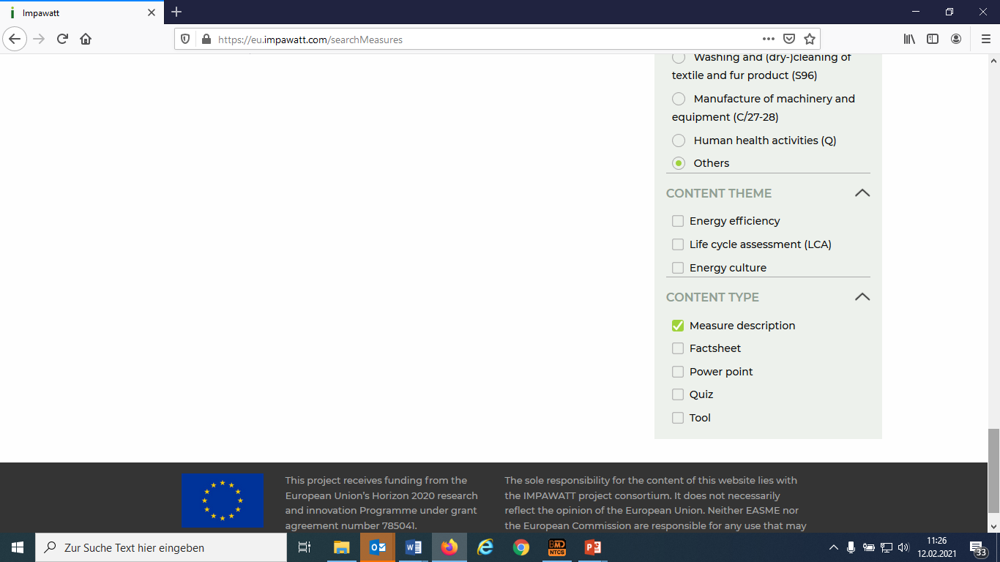 Impawatt
https://eu.impawatt.com/searchMeasures
Washing and (dry-)cleaning of
textile and fur product (S96)
Manufacture of machinery and
equipment (C/27-28)
Human health activities (Q)
Others
CONTENT THEME
Energy efficiency
Life cycle assessment (LCA)
Energy culture
CONTENT TYPE
Measure description
Factsheet
Power point
Quiz
Tool
This project receives funding from the
European Union's Horizon 2020 research
and innovation Programme under grant
agreement number 785041.
The sole responsibility for the content of this website lies with
the IMPAWATT project consortium. It does not necessarily
reflect the opinion of the European Union. Neither EASME nor
the European Commission are responsible for any use that may
Zur Suche Text hier eingeben
BMD
NTCS
11:26
12.02.2021
33